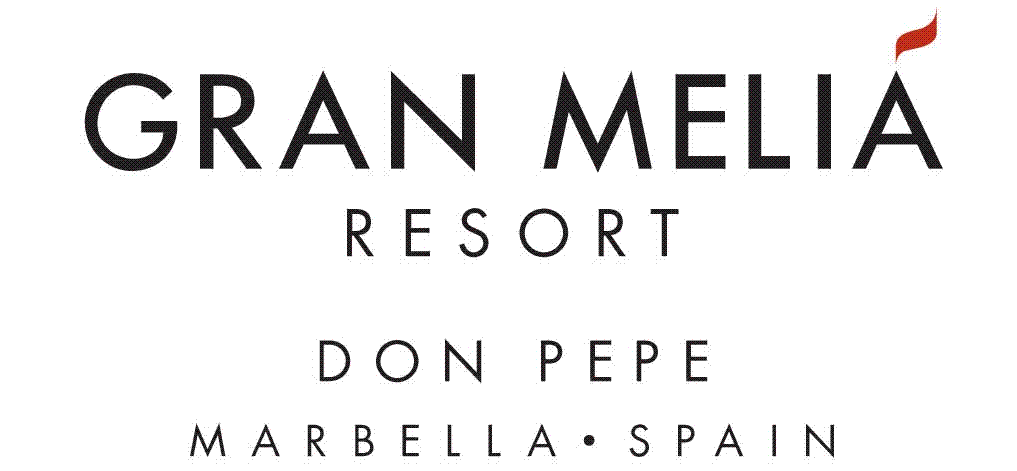 GRAN MELIÁ
RESORT
DON PEPE
MARBELLA • SPAIN